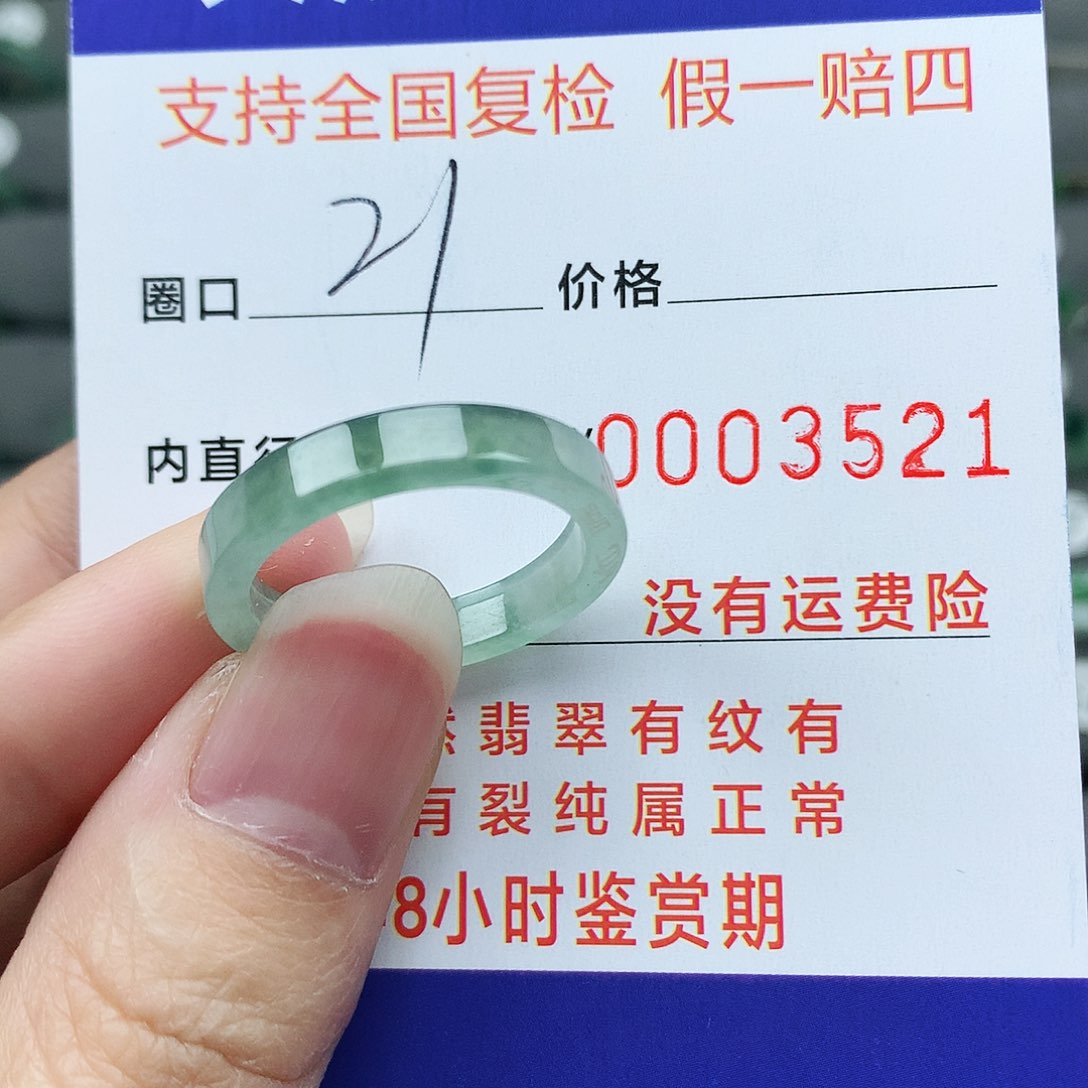 支持全国复检 假一赔四
圈口 21 价格
内直径 0003521
没有运费险
翡翠有纹有
有裂纯属正常
8小时鉴赏期